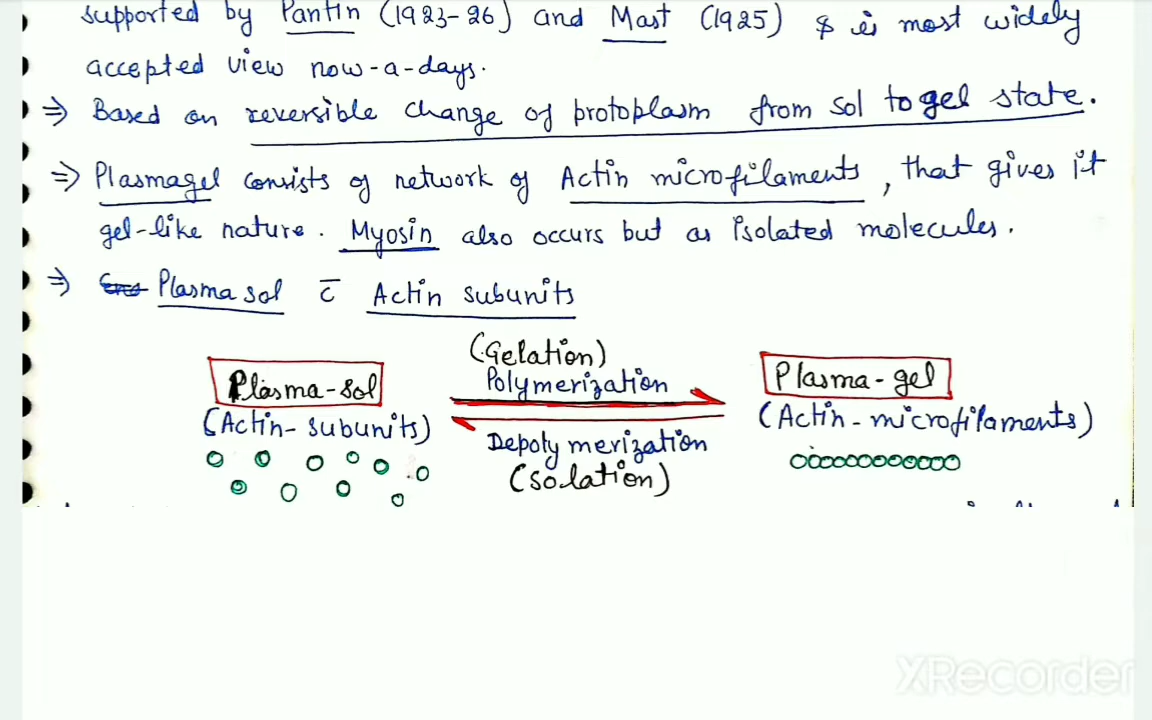 supported by Pantin (1923-26) and Mast (1925) & is most widely
accepted view now-a-days.
⇒ Based on reversible change of protoplasm from sol to gel state.
⇒ Plasmagel consists of network of Actin microfilaments, that gives it
gel-like nature. Myosin also occurs but as isolated molecules.
⇒ Plasma sol c̄ Actin subunits
(Gelation)
Plasma-sol Polymerization Plasma-gel
(Actin-subunits) (Actin-microfilaments)
Depolymerization
(Solation)
XRecorder